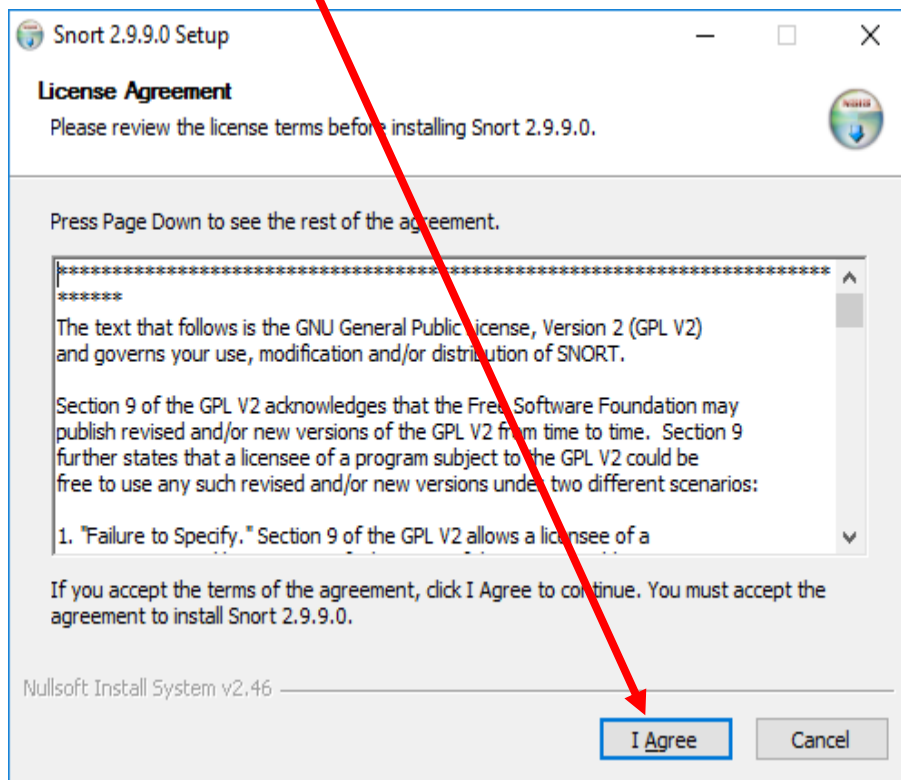 Snort 2.9.9.0 Setup
License Agreement
Please review the license terms before installing Snort 2.9.9.0.
NSIS
Press Page Down to see the rest of the agreement.
***********************************************************************
******
The text that follows is the GNU General Public License, Version 2 (GPL V2)
and governs your use, modification and/or distribution of SNORT.
Section 9 of the GPL V2 acknowledges that the Free Software Foundation may
publish revised and/or new versions of the GPL V2 from time to time.  Section 9
further states that a licensee of a program subject to the GPL V2 could be
free to use any such revised and/or new versions under two different scenarios:
1. "Failure to Specify." Section 9 of the GPL V2 allows a licensee of a
If you accept the terms of the agreement, click I Agree to continue. You must accept the
agreement to install Snort 2.9.9.0.
Nullsoft Install System v2.46
I Agree
Cancel